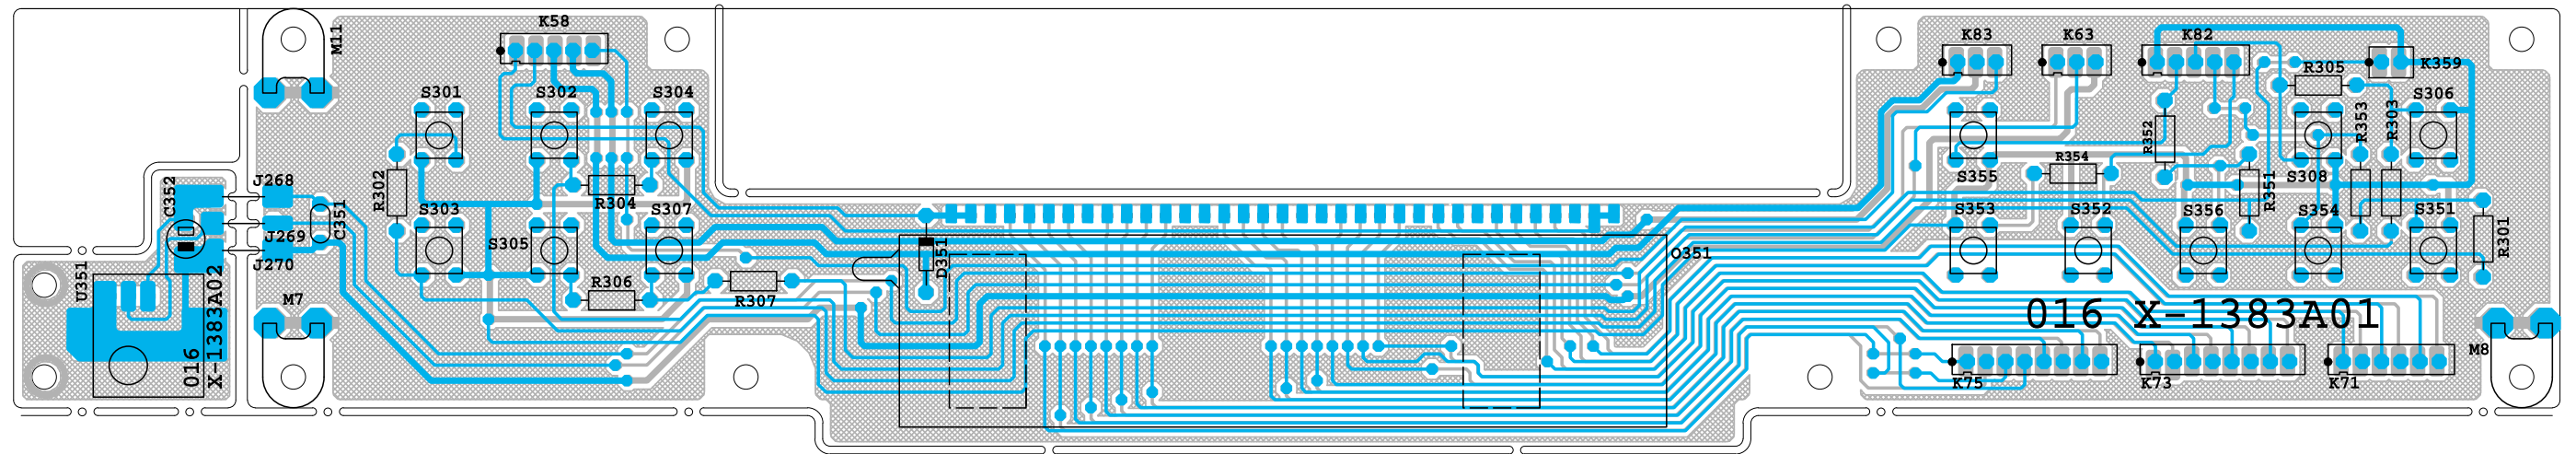 K58
M11
K83
K63
K82
K359
R305
S301
S302
S304
S306
R353
R303
R352
R354
C352
J268
R302
R304
S355
S308
R351
S303
S307
S305
C351
J269
J270
S353
S352
S356
S354
S351
R301
D351
O351
U351
R306
R307
M7
016
X-1383A02
016 X-1383A01
M8
K75
K73
K71